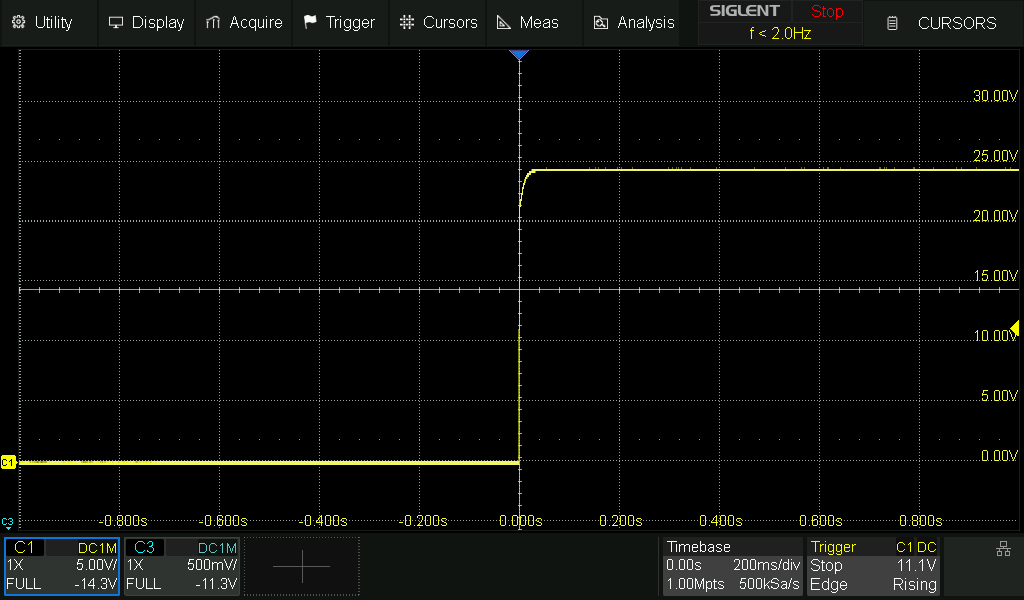 Utility Display Acquire Trigger Cursors Meas Analysis SIGLENT Stop CURSORS
f < 2.0Hz
30.00V
25.00V
20.00V
15.00V
10.00V
5.00V
0.00V
C1
C3 -0.800s -0.600s -0.400s -0.200s 0.000s 0.200s 0.400s 0.600s 0.800s
C1 DC1M
1X 5.00V/
FULL -14.3V
C3 DC1M
1X 500mV/
FULL -11.3V
Timebase
0.00s 200ms/div
1.00Mpts 500kSa/s
Trigger C1 DC
Stop 11.1V
Edge Rising